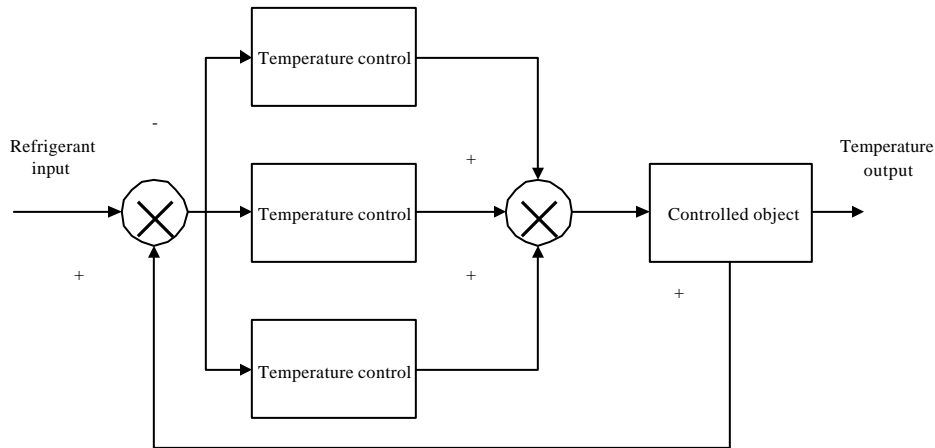 Temperature control
-
Refrigerant
input
+
Temperature
output
Temperature control
Controlled object
+
+
+
Temperature control